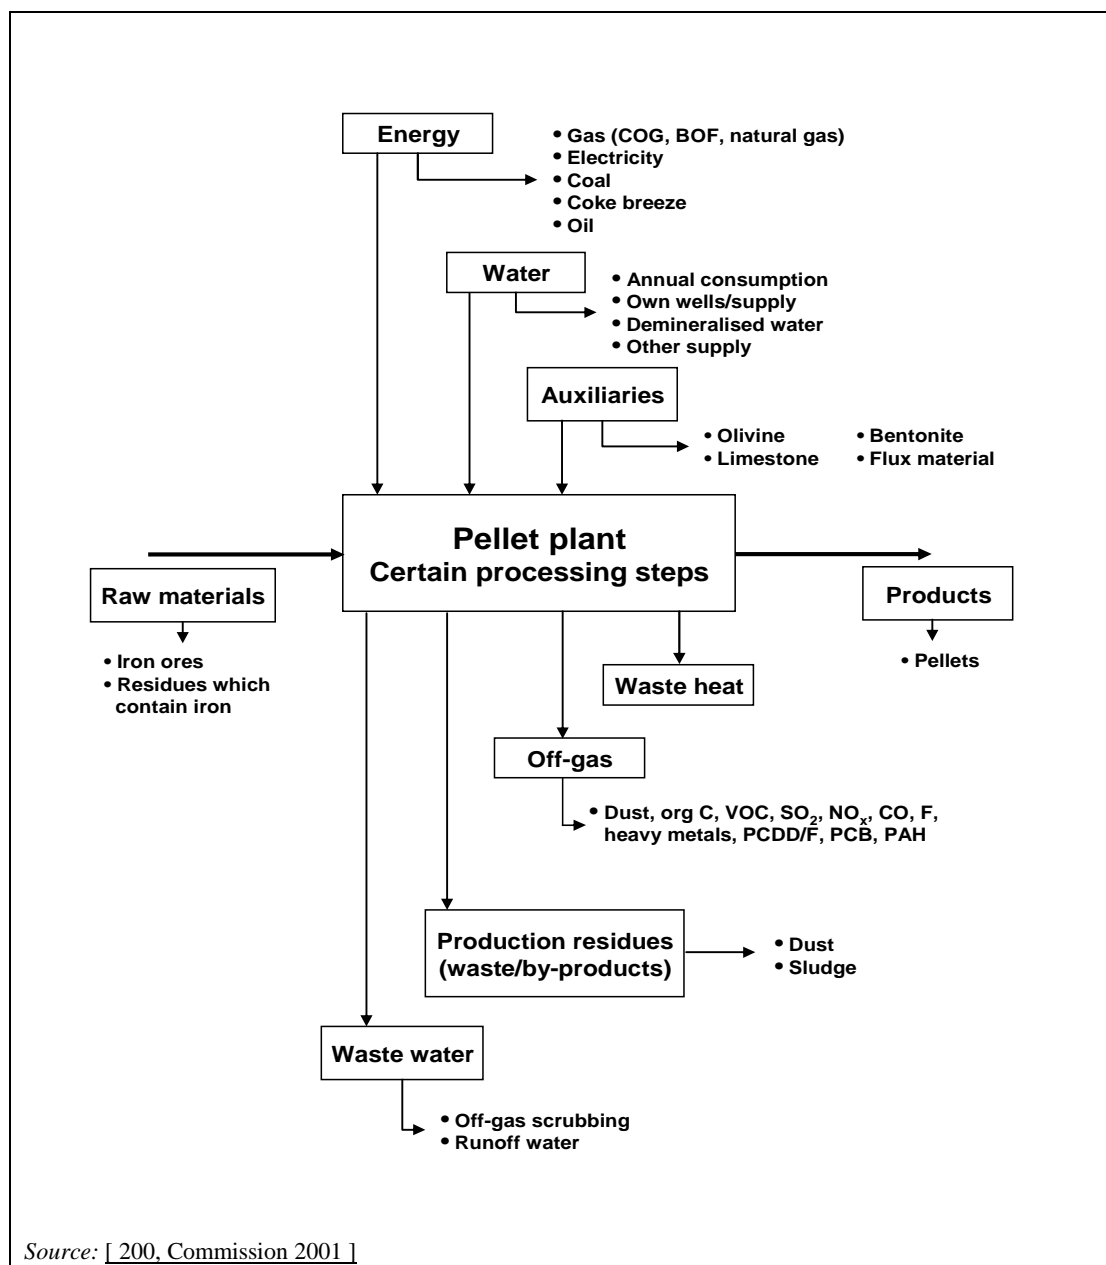 Energy
• Gas (COG, BOF, natural gas)
• Electricity
• Coal
• Coke breeze
• Oil
Water
• Annual consumption
• Own wells/supply
• Demineralised water
• Other supply
Auxiliaries
• Olivine
• Limestone
• Bentonite
• Flux material
Pellet plant
Certain processing steps
Raw materials
• Iron ores
• Residues which
contain iron
Products
• Pellets
Waste heat
Off-gas
• Dust, org C, VOC, SO₂, NOₓ, CO, F,
heavy metals, PCDD/F, PCB, PAH
Production residues
(waste/by-products)
• Dust
• Sludge
Waste water
• Off-gas scrubbing
• Runoff water
Source: [ 200, Commission 2001 ]